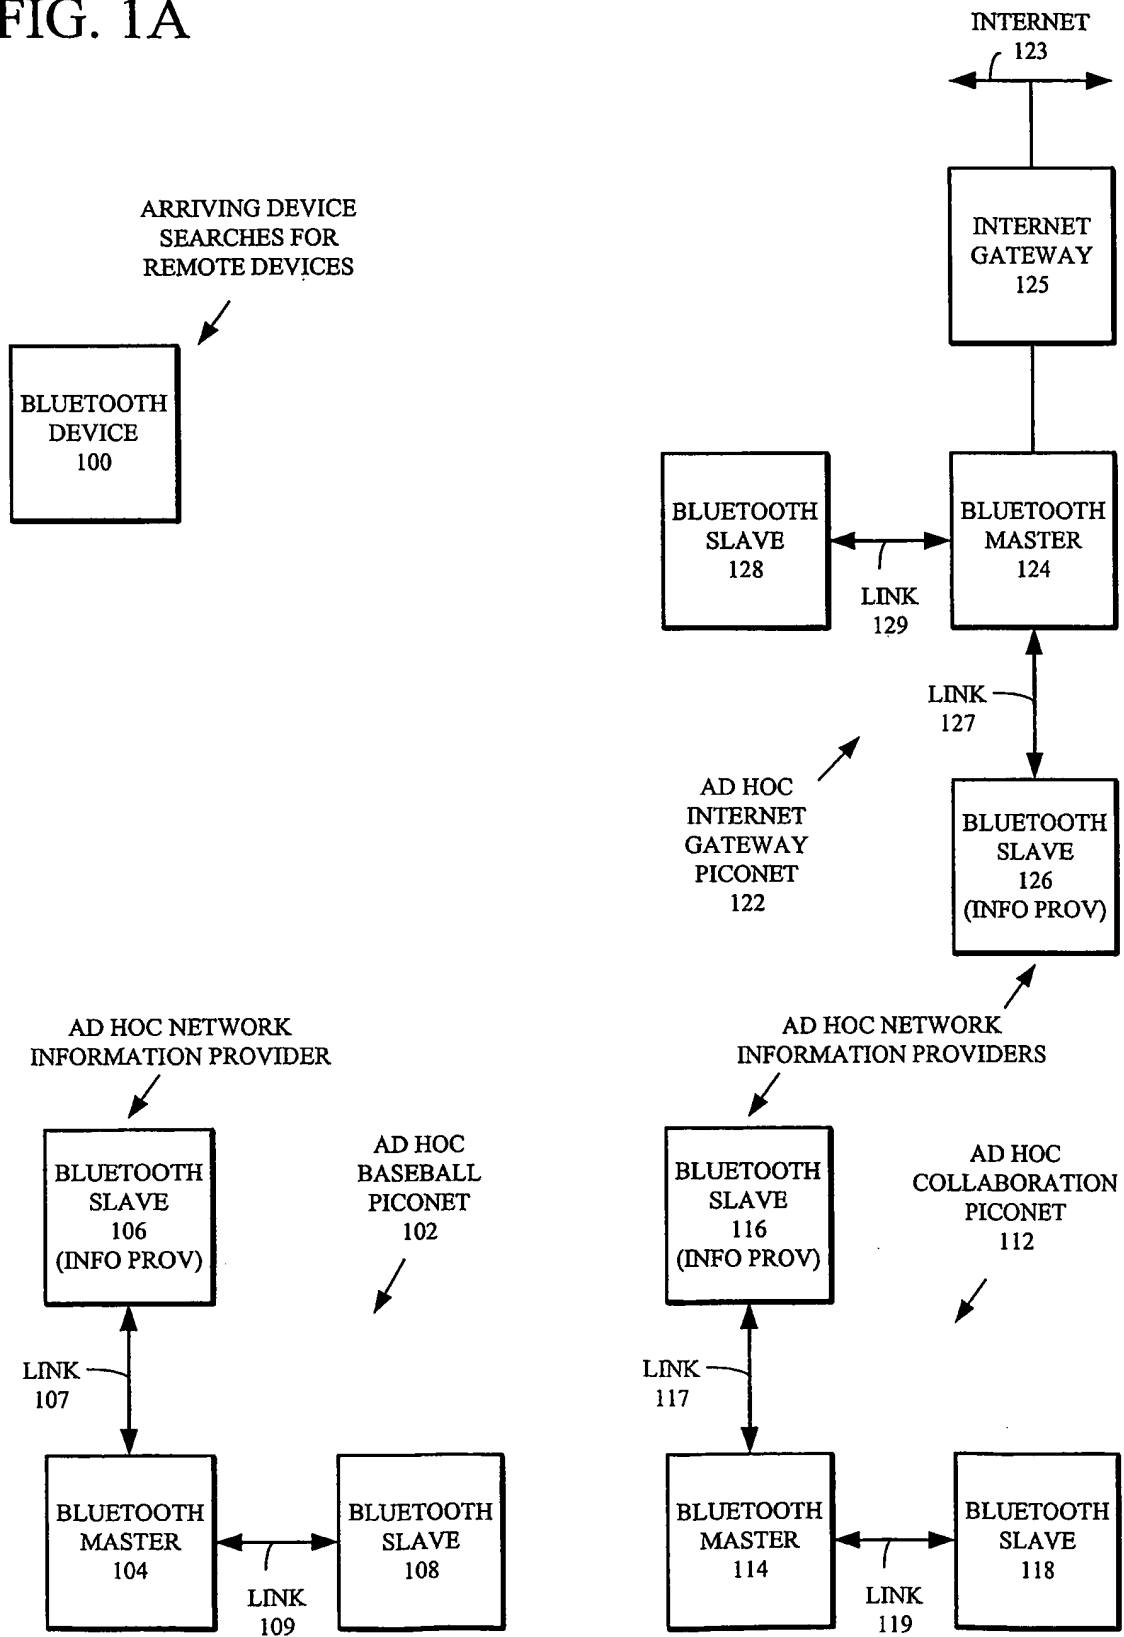 FIG. 1A
INTERNET
123
INTERNET
GATEWAY
125
ARRIVING DEVICE
SEARCHES FOR
REMOTE DEVICES
BLUETOOTH
DEVICE
100
BLUETOOTH
SLAVE
128
LINK
129
BLUETOOTH
MASTER
124
LINK
127
AD HOC
INTERNET
GATEWAY
PICONET
122
BLUETOOTH
SLAVE
126
(INFO PROV)
AD HOC NETWORK
INFORMATION PROVIDER
AD HOC NETWORK
INFORMATION PROVIDERS
BLUETOOTH
SLAVE
106
(INFO PROV)
AD HOC
BASEBALL
PICONET
102
LINK
107
BLUETOOTH
MASTER
104
LINK
109
BLUETOOTH
SLAVE
108
BLUETOOTH
SLAVE
116
(INFO PROV)
AD HOC
COLLABORATION
PICONET
112
LINK
117
BLUETOOTH
MASTER
114
LINK
119
BLUETOOTH
SLAVE
118